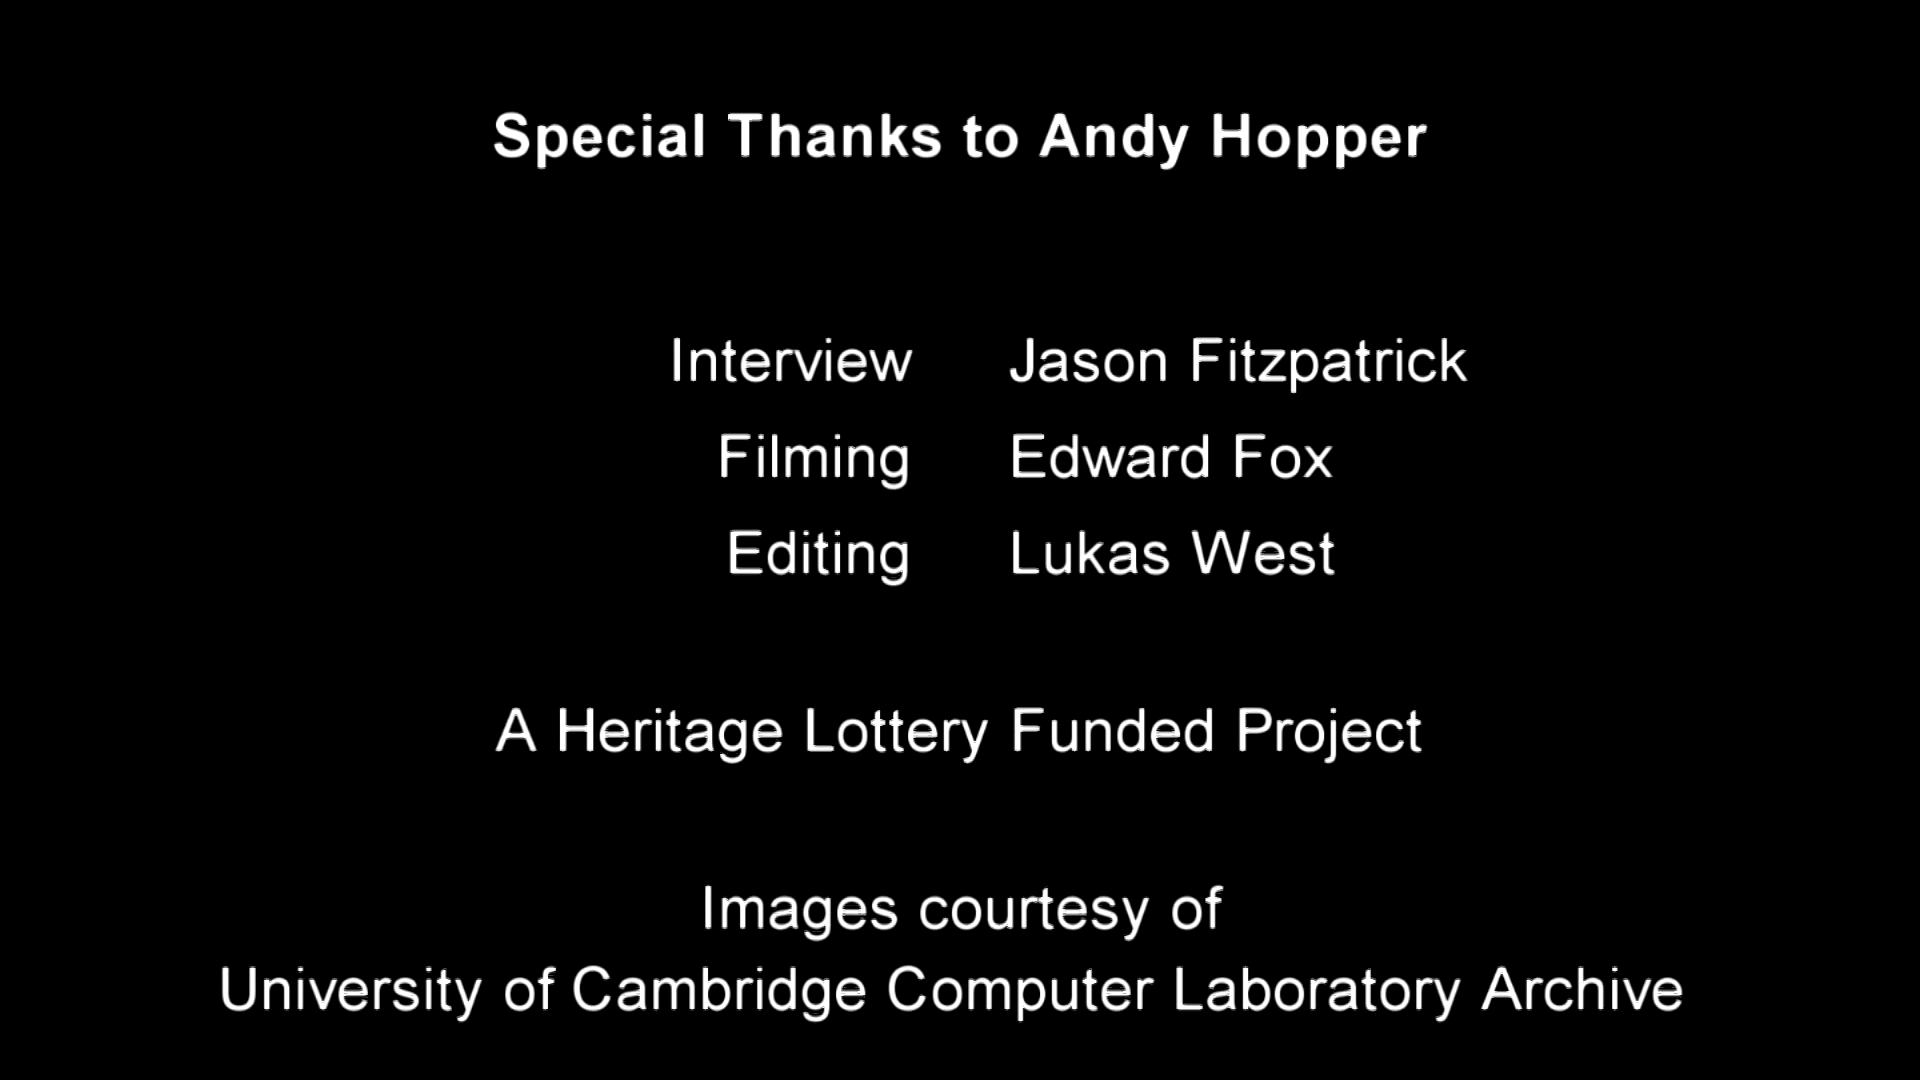 Special Thanks to Andy Hopper
Interview Jason Fitzpatrick
Filming Edward Fox
Editing Lukas West
A Heritage Lottery Funded Project
Images courtesy of
University of Cambridge Computer Laboratory Archive